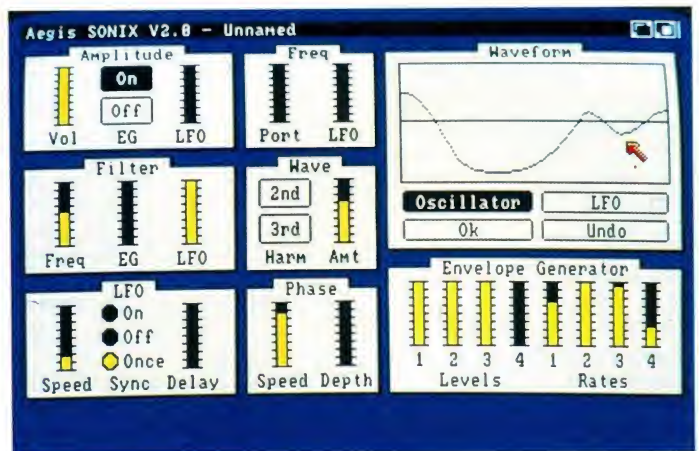 Aegis SONIX V2.0 - Unnamed
Amplitude
On
Off
Vol EG LFO
Freq
Port LFO
Waveform
Oscillator LFO
Ok Undo
Filter
Freq EG LFO
Wave
2nd
3rd
Harm Amt
LFO
On
Off
Once
Speed Sync Delay
Phase
Speed Depth
Envelope Generator
1 2 3 4 1 2 3 4
Levels Rates